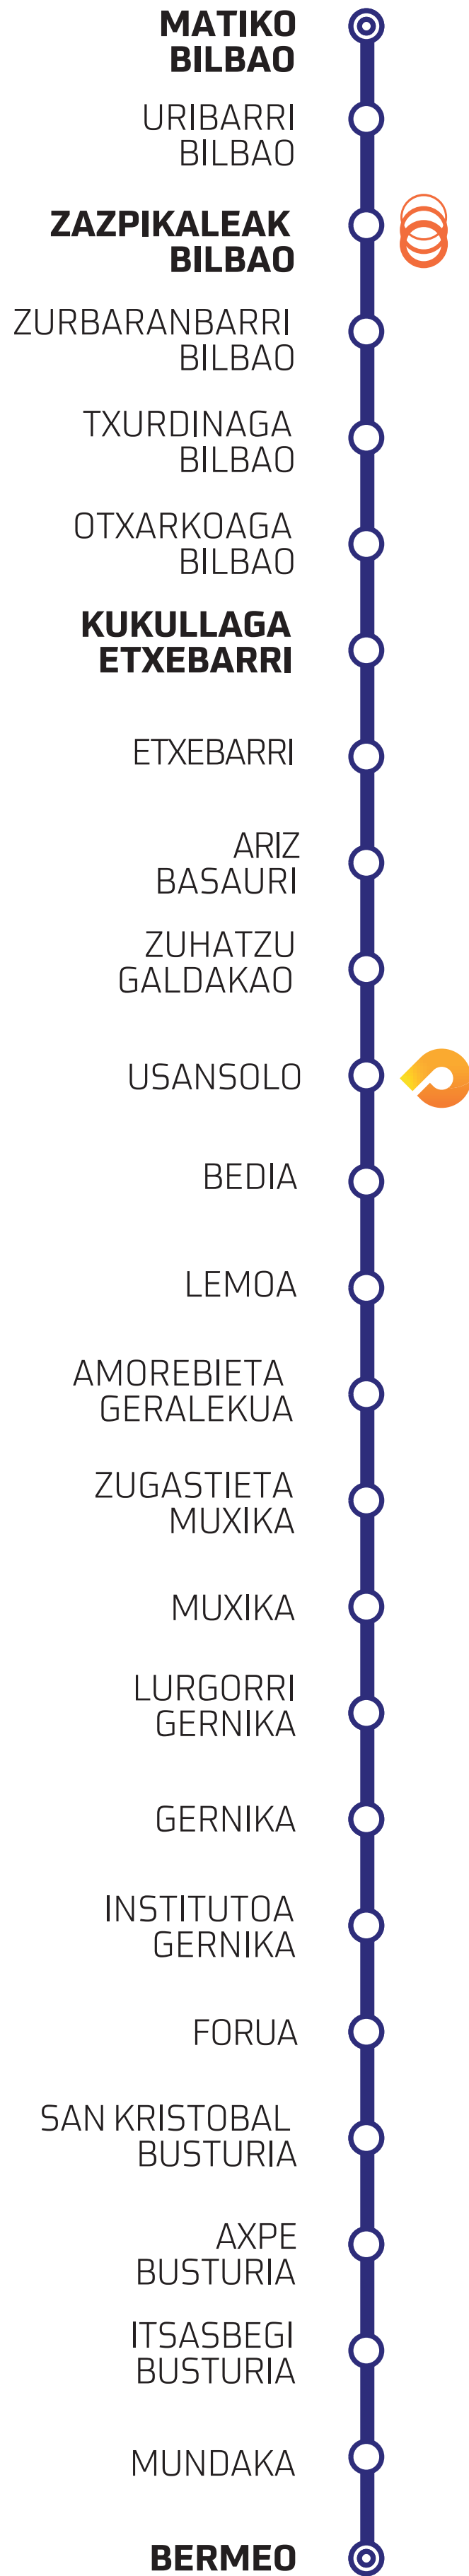 MATIKO
BILBAO
URIBARRI
BILBAO
ZAZPIKALEAK
BILBAO
ZURBARANBARRI
BILBAO
TXURDINAGA
BILBAO
OTXARKOAGA
BILBAO
KUKULLAGA
ETXEBARRI
ETXEBARRI
ARIZ
BASAURI
ZUHATZU
GALDAKAO
USANSOLO
BEDIA
LEMOA
AMOREBIETA
GERALEKUA
ZUGASTIETA
MUXIKA
MUXIKA
LURGORRI
GERNIKA
GERNIKA
INSTITUTOA
GERNIKA
FORUA
SAN KRISTOBAL
BUSTURIA
AXPE
BUSTURIA
ITSASBEGI
BUSTURIA
MUNDAKA
BERMEO